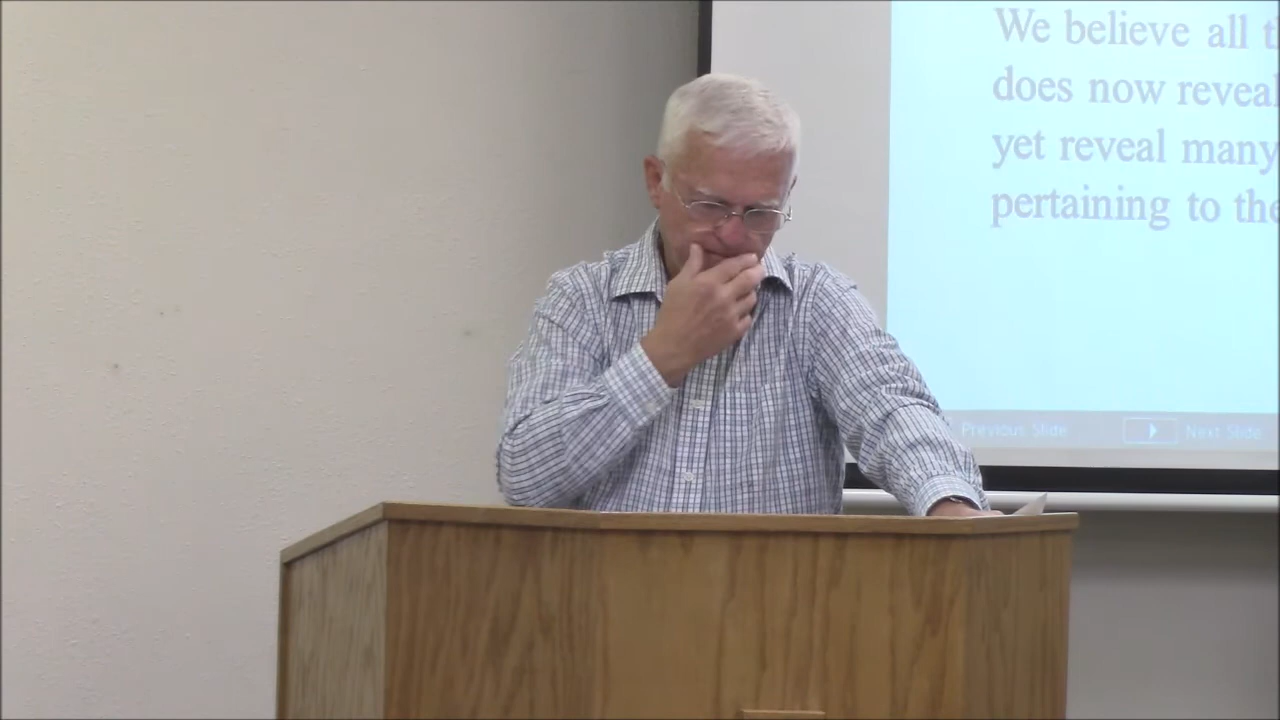 We believe all
does now reveal
yet reveal many
pertaining to the
Previous Slide
Next Slide